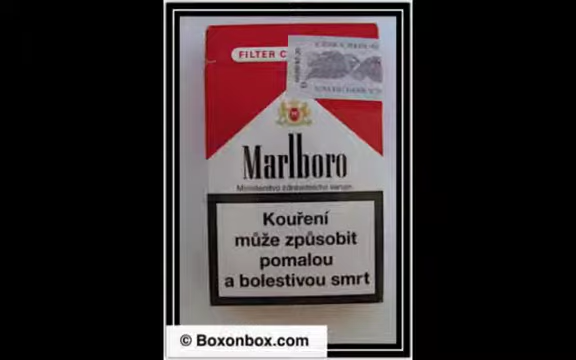 FILTER C
Marlboro
Ministerstvo zdravotnictví varuje:
Kouření
může způsobit
pomalou
a bolestivou smrt
© Boxonbox.com